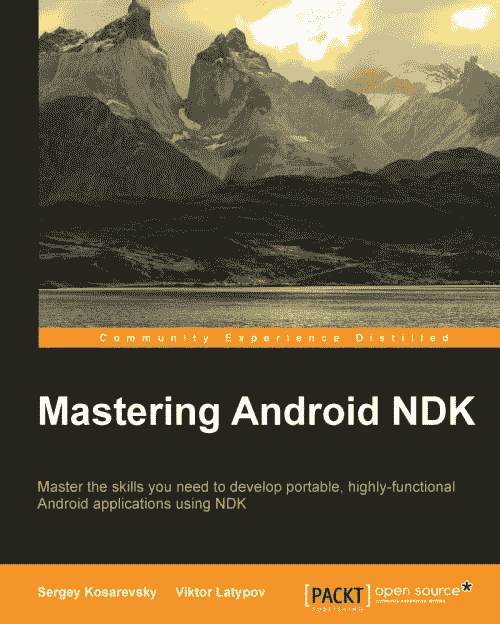 Community Experience Distilled
Mastering Android NDK
Master the skills you need to develop portable, highly-functional
Android applications using NDK
Sergey Kosarevsky Viktor Latypov
[PACKT] open source*
PUBLISHING